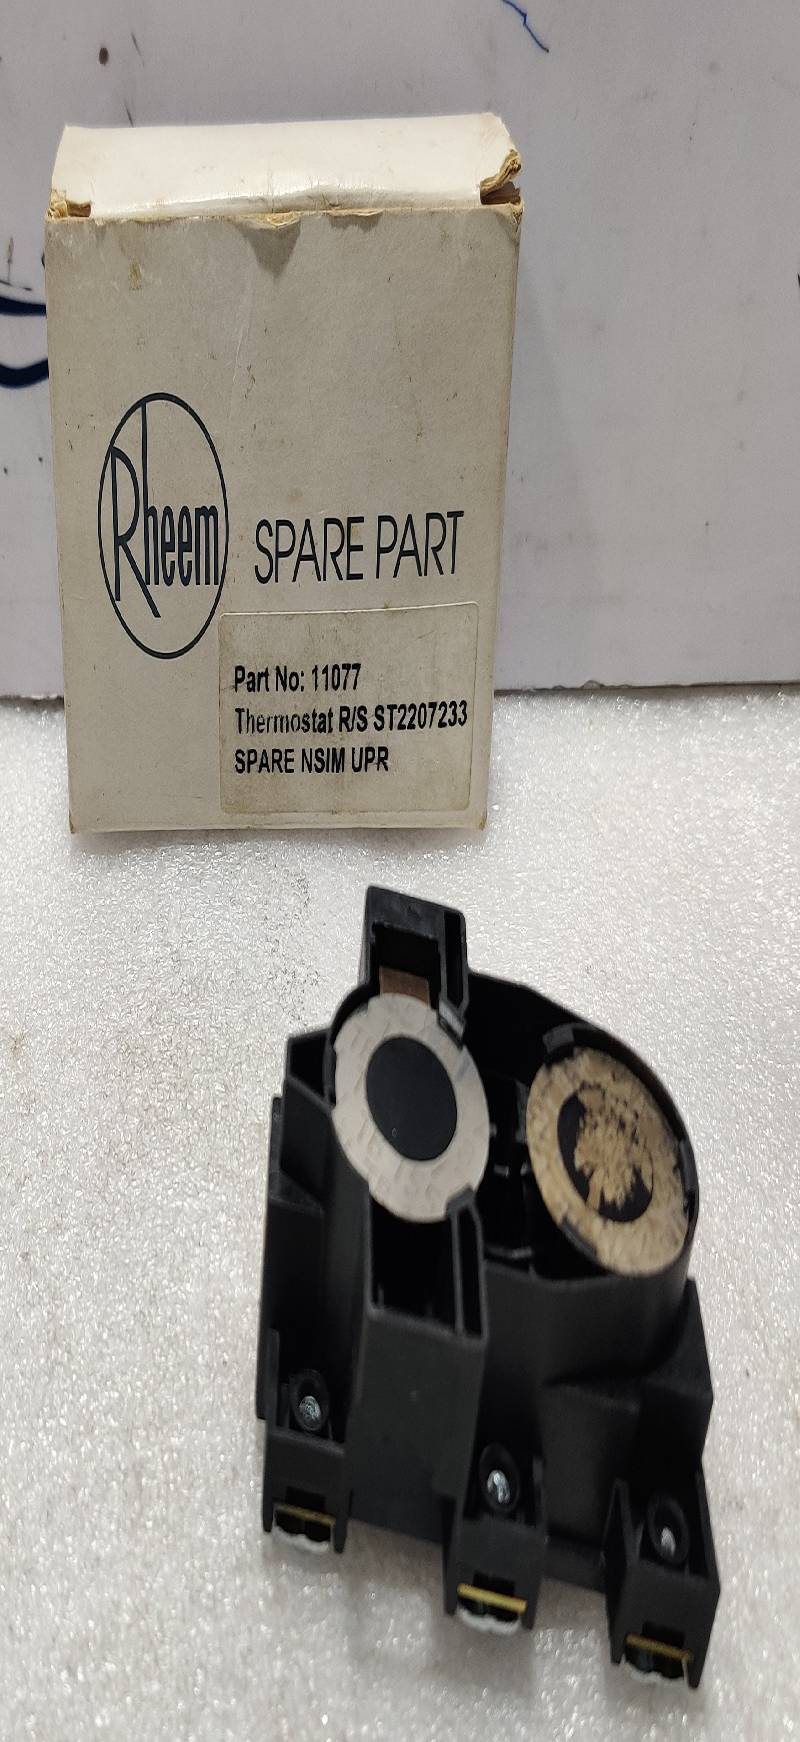 Rheem SPARE PART
Part No: 11077
Thermostat R/S ST2207233
SPARE NSIM UPR